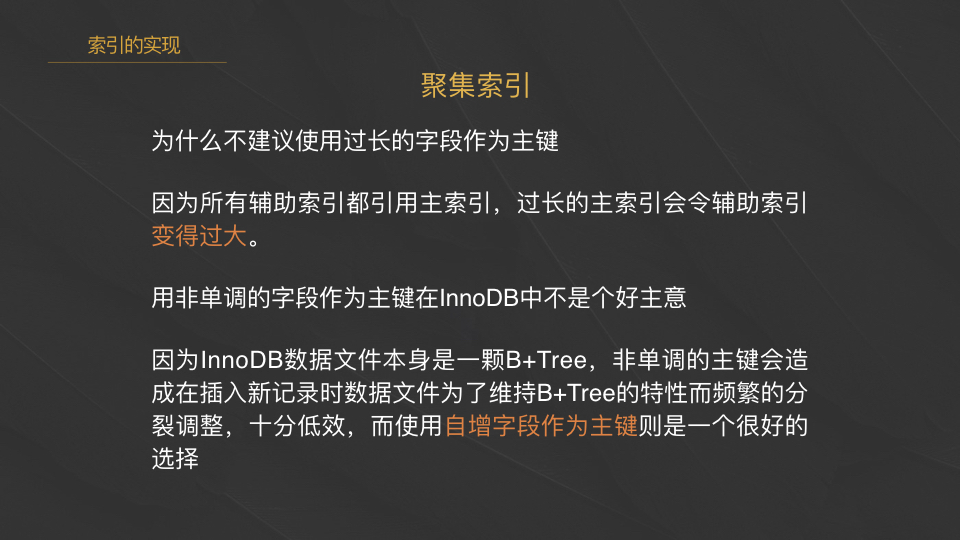 索引的实现
聚集索引
为什么不建议使用过长的字段作为主键
因为所有辅助索引都引用主索引，过长的主索引会令辅助索引
变得过大。
用非单调的字段作为主键在InnoDB中不是个好主意
因为InnoDB数据文件本身是一颗B+Tree，非单调的主键会造
成在插入新记录时数据文件为了维持B+Tree的特性而频繁的分
裂调整，十分低效，而使用自增字段作为主键则是一个很好的
选择